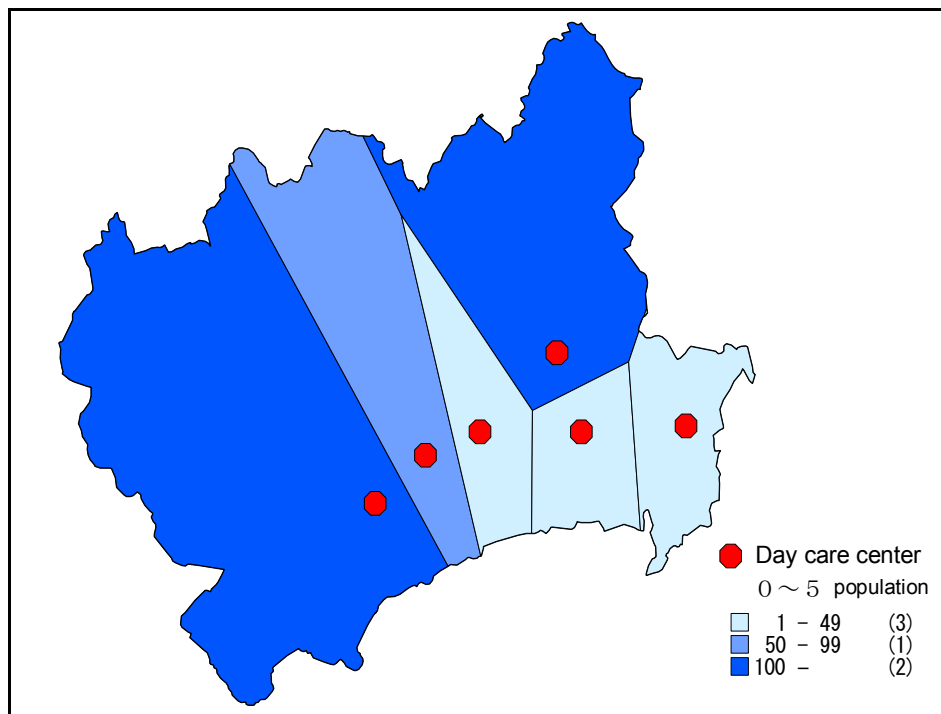 Day care center
0～5 population
1 - 49 (3)
50 - 99 (1)
100 - (2)